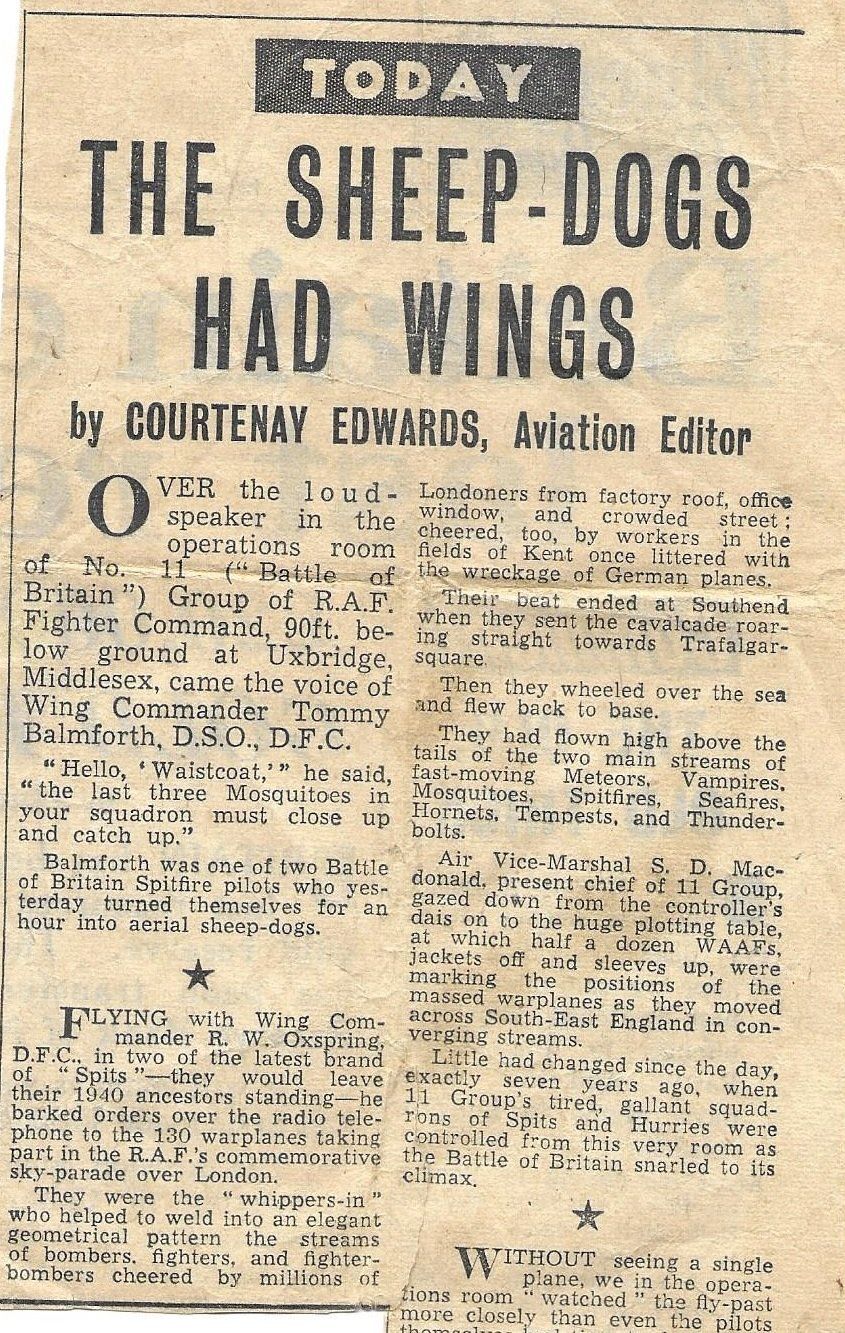 TODAY
THE SHEEP-DOGS
HAD WINGS
by COURTENAY EDWARDS, Aviation Editor
OVER the loud-
speaker in the
operations room
of No. 11 (“Battle of
Britain”) Group of R.A.F.
Fighter Command, 90ft. be-
low ground at Uxbridge,
Middlesex, came the voice of
Wing Commander Tommy
Balmforth, D.S.O., D.F.C.
“Hello, ‘Waistcoat,’” he said,
“the last three Mosquitoes in
your squadron must close up
and catch up.”
Balmforth was one of two Battle
of Britain Spitfire pilots who yes-
terday turned themselves for an
hour into aerial sheep-dogs.
★
FLYING with Wing Com-
mander R. W. Oxspring,
D.F.C., in two of the latest brand
of “Spits”—they would leave
their 1940 ancestors standing—he
barked orders over the radio tele-
phone to the 130 warplanes taking
part in the R.A.F.'s commemorative
sky-parade over London.
They were the “whippers-in”
who helped to weld into an elegant
geometrical pattern the streams
of bombers, fighters, and fighter-
bombers cheered by millions of
Londoners from factory roof, office
window, and crowded street;
cheered, too, by workers in the
fields of Kent once littered with
the wreckage of German planes.
Their beat ended at Southend
when they sent the cavalcade roar-
ing straight towards Trafalgar-
square.
Then they wheeled over the sea
and flew back to base.
They had flown high above the
tails of the two main streams of
fast-moving Meteors, Vampires,
Mosquitoes, Spitfires, Seafires,
Hornets, Tempests, and Thunder-
bolts.
Air Vice-Marshal S. D. Mac-
donald, present chief of 11 Group,
gazed down from the controller's
dais on to the huge plotting table,
at which half a dozen WAAFs,
jackets off and sleeves up, were
marking the positions of the
massed warplanes as they moved
across South-East England in con-
verging streams.
Little had changed since the day,
exactly seven years ago, when
11 Group's tired, gallant squad-
rons of Spits and Hurries were
controlled from this very room as
the Battle of Britain snarled to its
climax.
★
WITHOUT seeing a single
plane, we in the opera-
tions room “watched” the fly-past
more closely than even the pilots